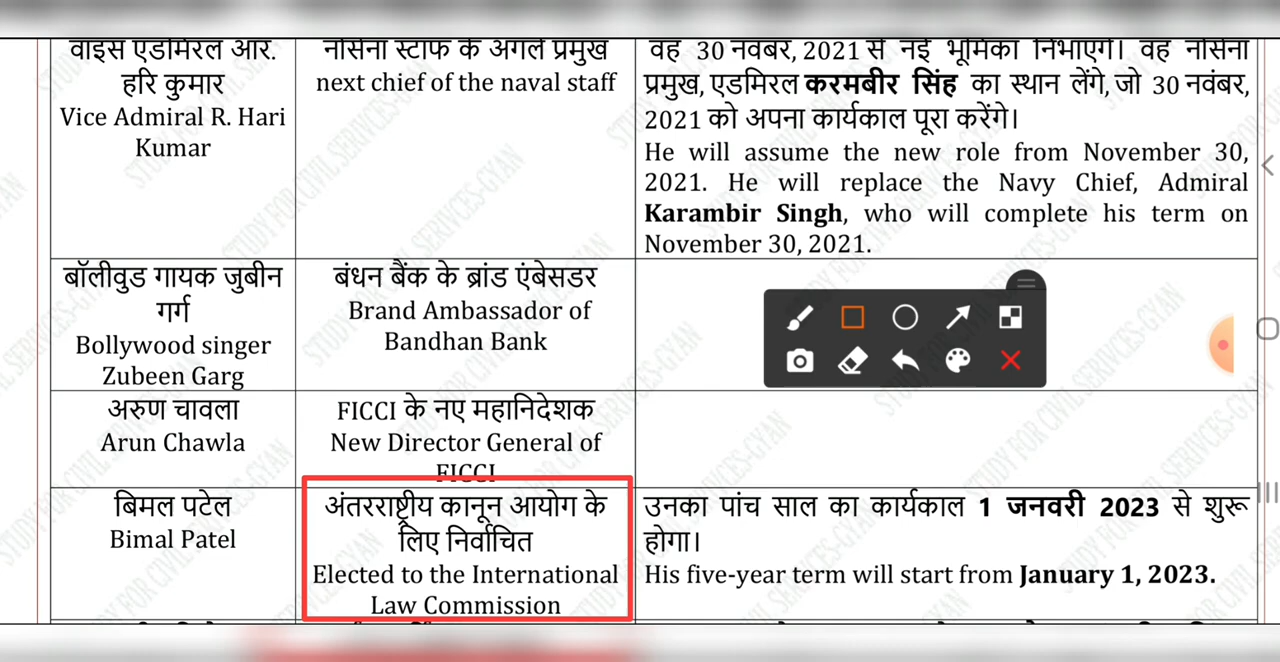 वाइस एडमिरल आर.
हरि कुमार
Vice Admiral R. Hari
Kumar
नौसेना स्टाफ के अगले प्रमुख
next chief of the naval staff
वह 30 नवंबर, 2021 से नई भूमिका निभाएंगे। वह नौसेना
प्रमुख, एडमिरल करमबीर सिंह का स्थान लेंगे, जो 30 नवंबर,
2021 को अपना कार्यकाल पूरा करेंगे।
He will assume the new role from November 30,
2021. He will replace the Navy Chief, Admiral
Karambir Singh, who will complete his term on
November 30, 2021.
बॉलीवुड गायक जुबीन
गर्ग
Bollywood singer
Zubeen Garg
बंधन बैंक के ब्रांड एंबेसडर
Brand Ambassador of
Bandhan Bank
अरुण चावला
Arun Chawla
FICCI के नए महानिदेशक
New Director General of
FICCI
बिमल पटेल
Bimal Patel
अंतरराष्ट्रीय कानून आयोग के
लिए निर्वाचित
Elected to the International
Law Commission
उनका पांच साल का कार्यकाल 1 जनवरी 2023 से शुरू
होगा।
His five-year term will start from January 1, 2023.
STUDY FOR CIVIL SERIVCES-GYAN